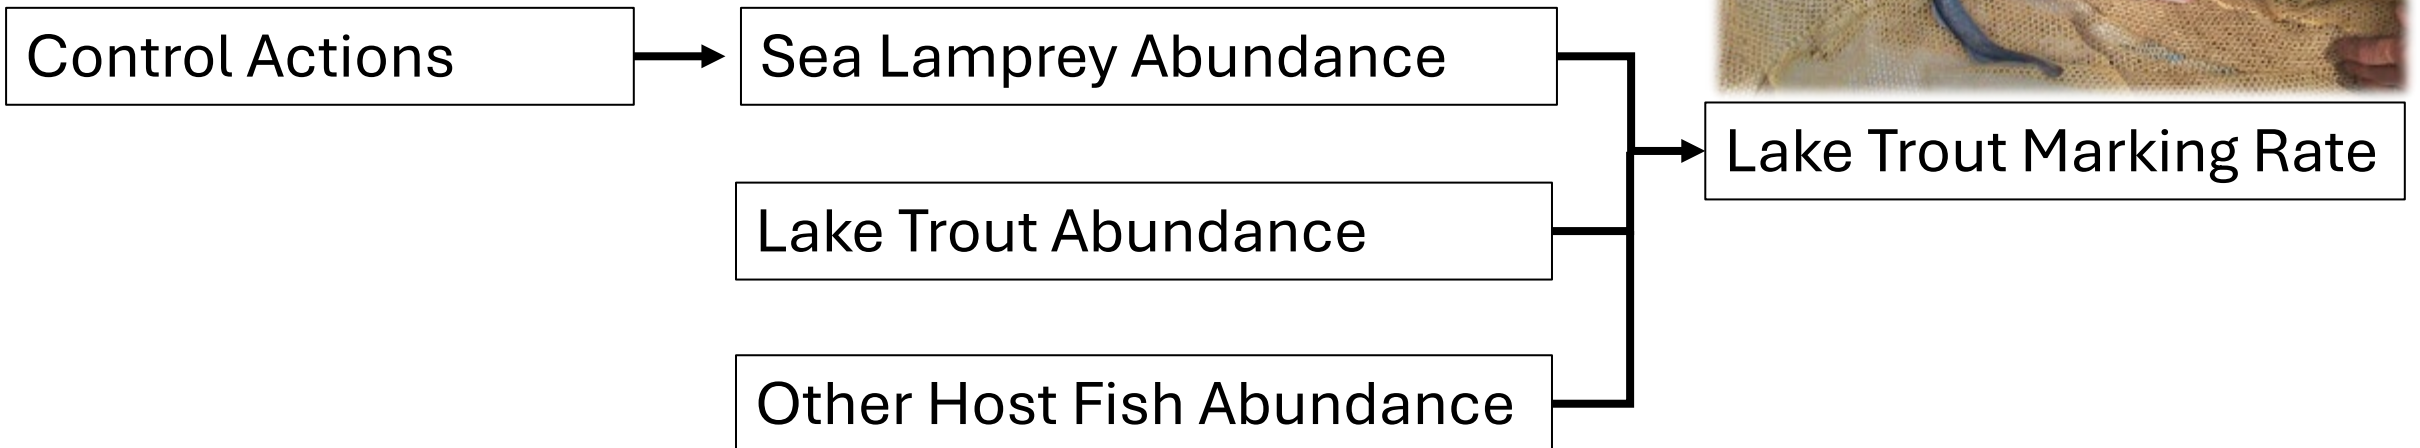 Control Actions
Sea Lamprey Abundance
Lake Trout Marking Rate
Lake Trout Abundance
Other Host Fish Abundance